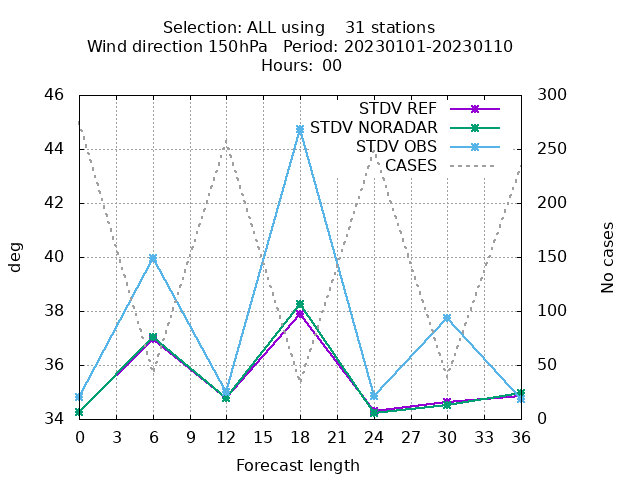 Selection: ALL using    31 stations
Wind direction 150hPa   Period: 20230101-20230110
Hours: 00
46 300
STDV REF
STDV NORADAR
44 250
STDV OBS
CASES
42 200
40 150
deg
No cases
38 100
36 50
34 0
0 3 6 9 12 15 18 21 24 27 30 33 36
Forecast length